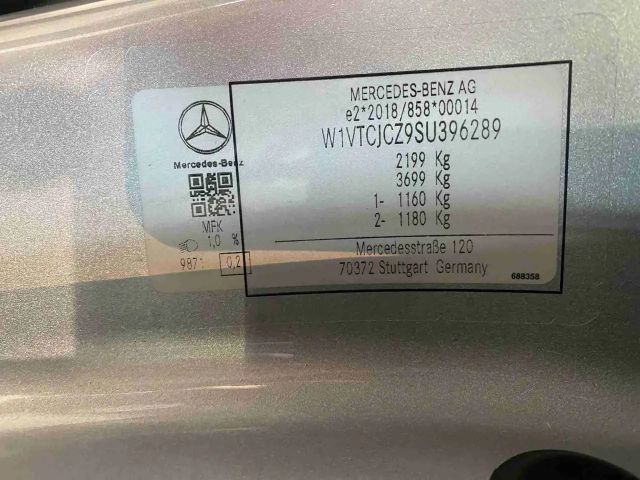 MERCEDES-BENZ AG
e2*2018/858*00014
W1VTCJCZ9SU396289
2199 Kg
3699 Kg
1- 1160 Kg
2- 1180 Kg
Mercedesstraße 120
70372 Stuttgart Germany
688358
Mercedes-Benz
MFK
1,0 %
9871 0,2